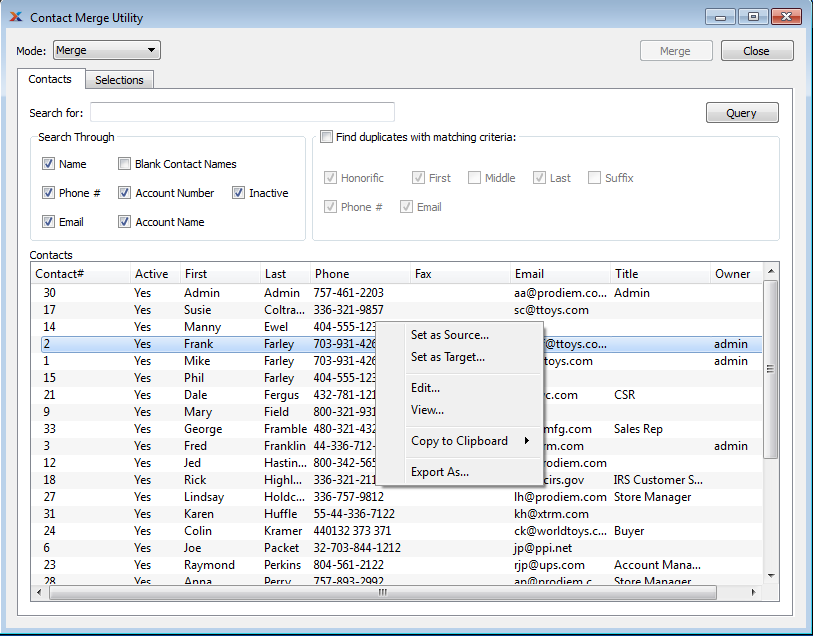 Contact Merge Utility
Mode: Merge Merge Close
Contacts Selections
Search for: Query
Search Through Find duplicates with matching criteria:
Name Blank Contact Names Honorific First Middle Last Suffix
Phone # Account Number Inactive Phone # Email
Email Account Name
Contacts
Contact# Active First Last Phone Fax Email Title Owner
30 Yes Admin Admin 757-461-2203 aa@prodiem.co... Admin
17 Yes Susie Coltra... 336-321-9857 sc@ttoys.com
14 Yes Manny Ewel 404-555-123
2 Yes Frank Farley 703-931-426 f@ttoys.co... admin
1 Yes Mike Farley 703-931-426 ttoys.com admin
15 Yes Phil Farley 404-555-123
21 Yes Dale Fergus 432-781-121 c.com CSR
9 Yes Mary Field 800-321-931
33 Yes George Framble 480-321-432 mfg.com Sales Rep
3 Yes Fred Franklin 44-336-712- rm.com admin
12 Yes Jed Hastin... 800-342-565 prodiem.com
18 Yes Rick Highl... 336-321-211 cirs.gov IRS Customer S...
27 Yes Lindsay Holdc... 336-757-9812 lh@prodiem.com Store Manager
31 Yes Karen Huffle 55-44-336-7122 kh@xtrm.com
24 Yes Colin Kramer 440132 373 371 ck@worldtoys.c... Buyer
6 Yes Joe Packet 32-703-844-1212 jp@ppi.net
23 Yes Raymond Perkins 804-561-2122 rjp@ups.com Account Mana...
28 Yes Anna Perry 757-893-2992 ap@prodiem.c... Store Manager
Set as Source...
Set as Target...
Edit...
View...
Copy to Clipboard
Export As...